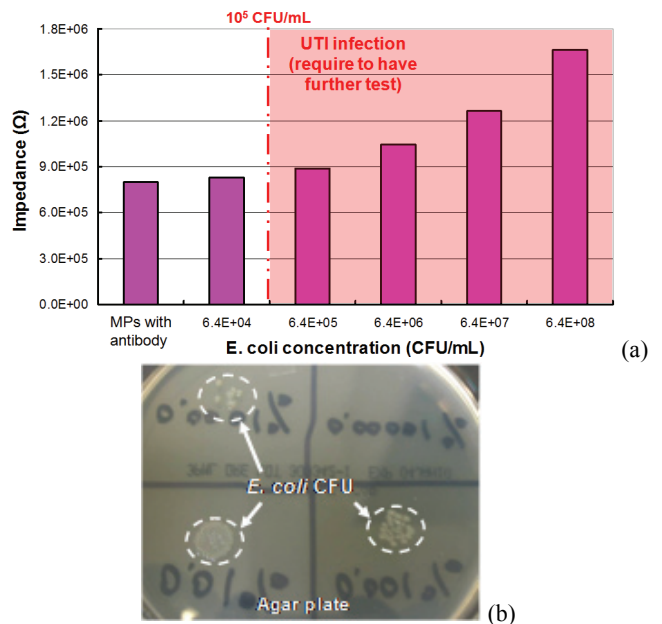 10⁵ CFU/mL
1.8E+06
1.5E+06
1.2E+06
9.0E+05
6.0E+05
3.0E+05
0.0E+00
Impedance (Ω)
UTI infection
(require to have
further test)
MPs with
antibody
6.4E+04
6.4E+05
6.4E+06
6.4E+07
6.4E+08
E. coli concentration (CFU/mL)
(a)
E. coli CFU
Agar plate
(b)